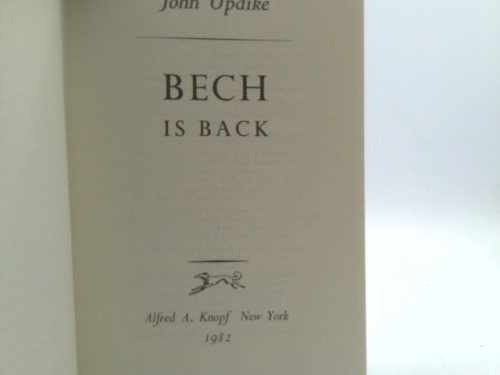 John Updike
BECH
IS BACK
Alfred A. Knopf New York
1982